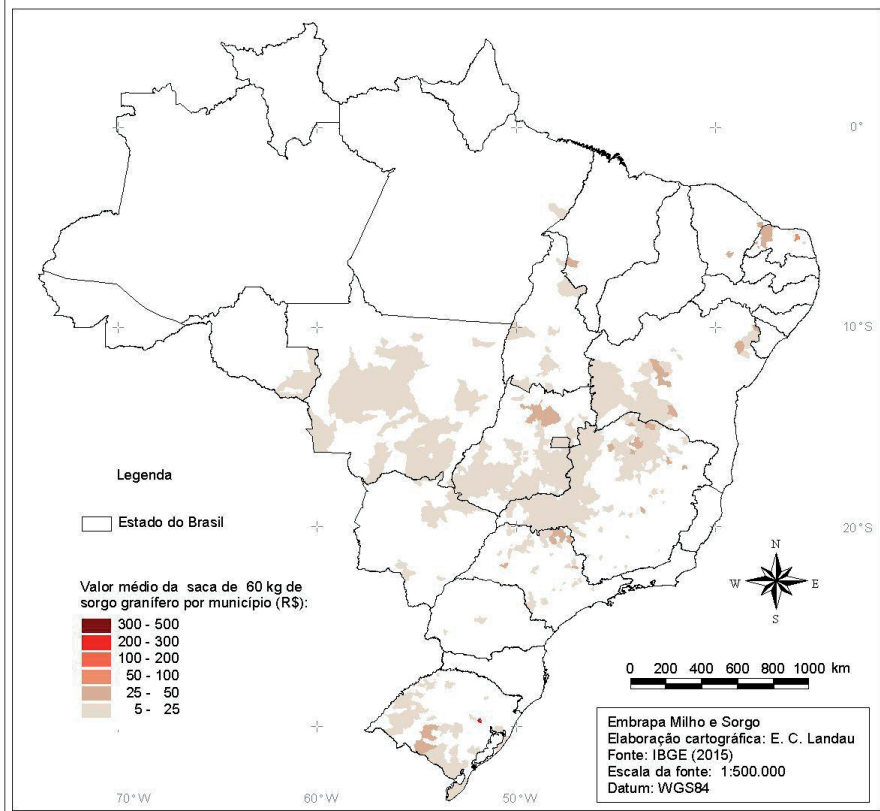 0°
10°S
Legenda
Estado do Brasil
20°S
N
W E
S
Valor médio da saca de 60 kg de
sorgo granífero por município (R$):
300 - 500
200 - 300
100 - 200
50 - 100
25 - 50
5 - 25
0 200 400 600 800 1000 km
Embrapa Milho e Sorgo
Elaboração cartográfica: E. C. Landau
Fonte: IBGE (2015)
Escala da fonte: 1:500.000
Datum: WGS84
70°W 60°W 50°W 40°W